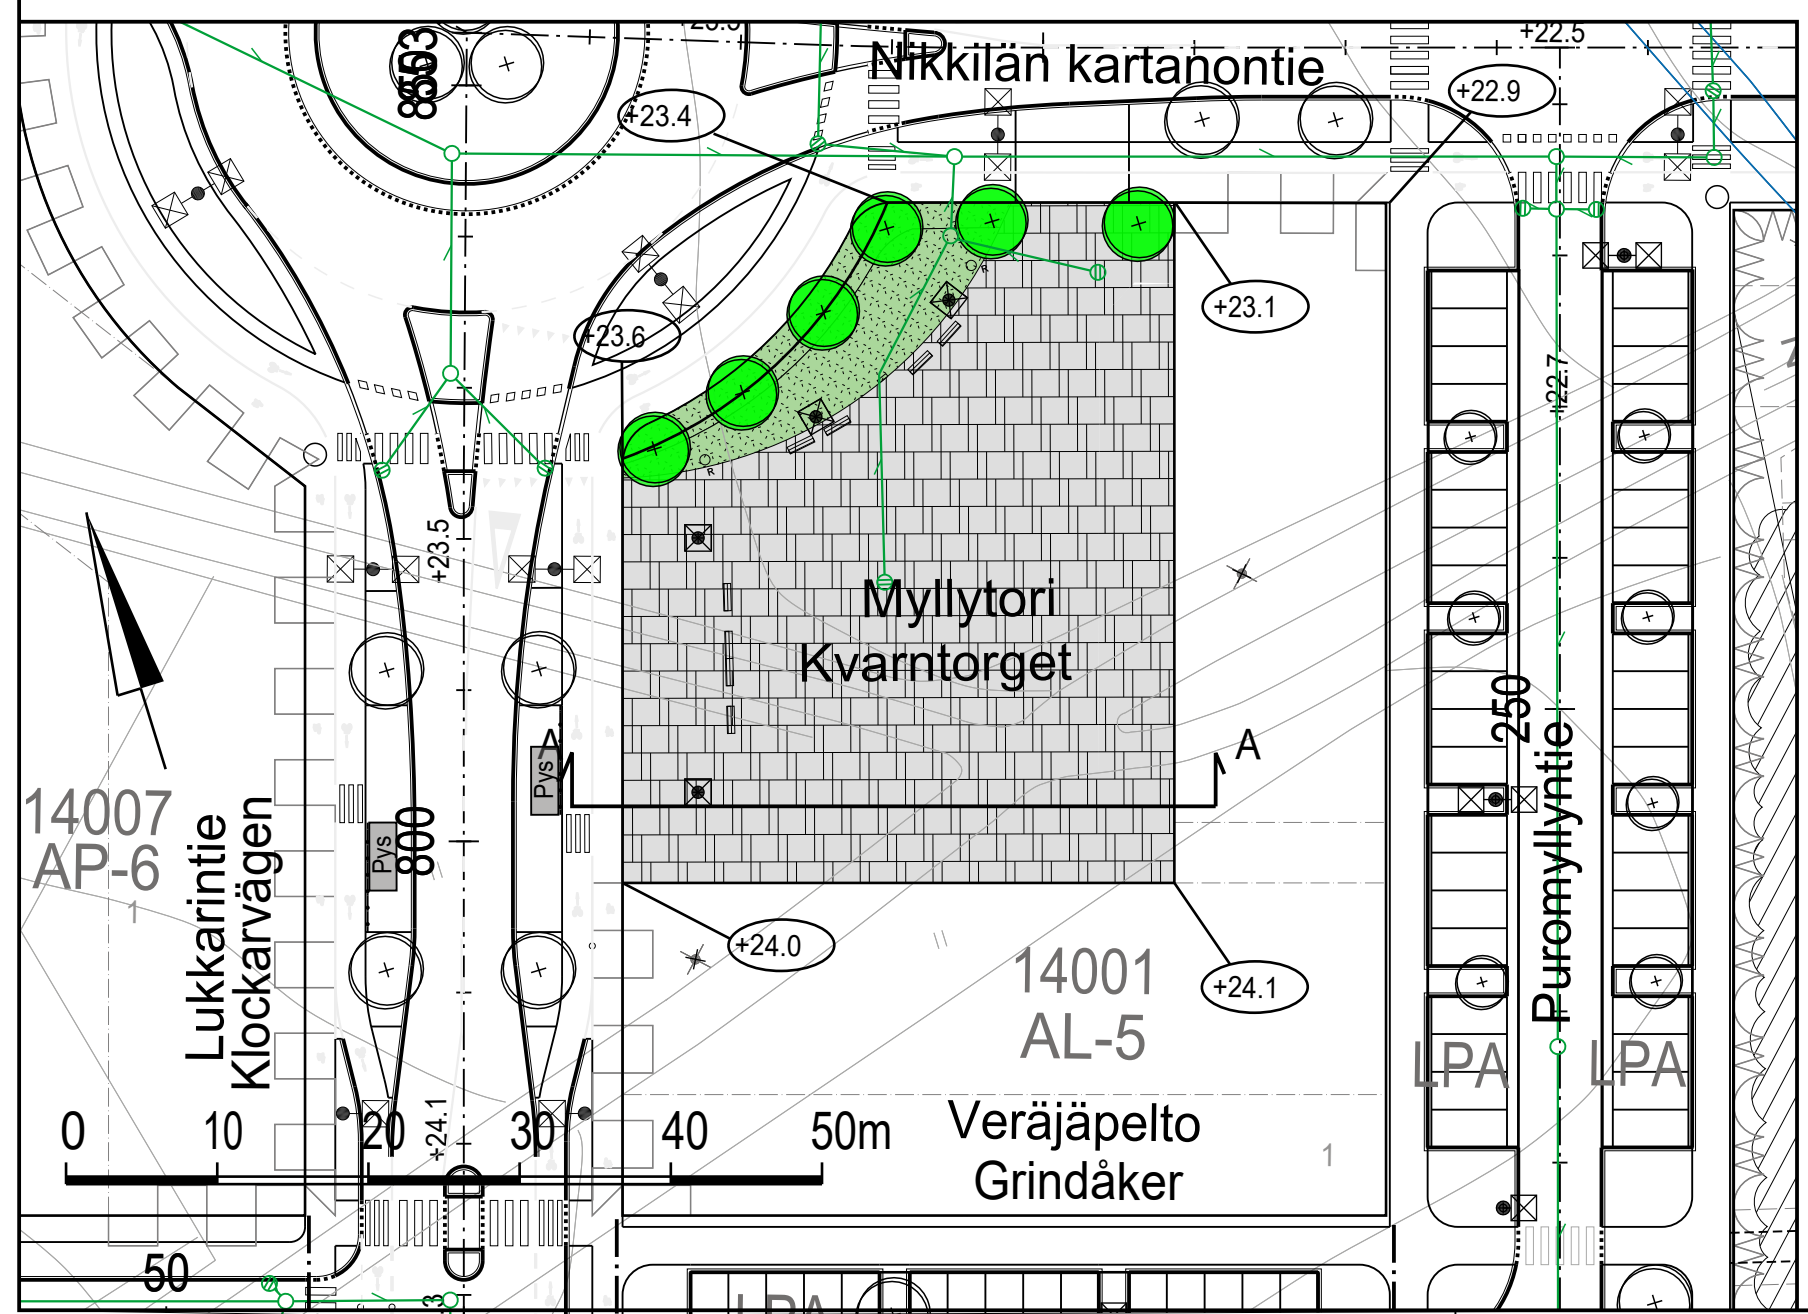 Nikkilän kartanontie
+22.5
+22.9
+23.4
+23.1
+23.6
+22.7
R
R
+23.5
Myllytori
Kvarntorget
A
A
Pys
Pys
800
14007
AP-6
1
Lukkarintie
Klockarvägen
250
Puromyllyntie
+24.0
+24.1
14001
AL-5
LPA
LPA
+24.1
0 10 20 30 40 50m
Veräjäpelto
Grindåker
1
50
3
LPA